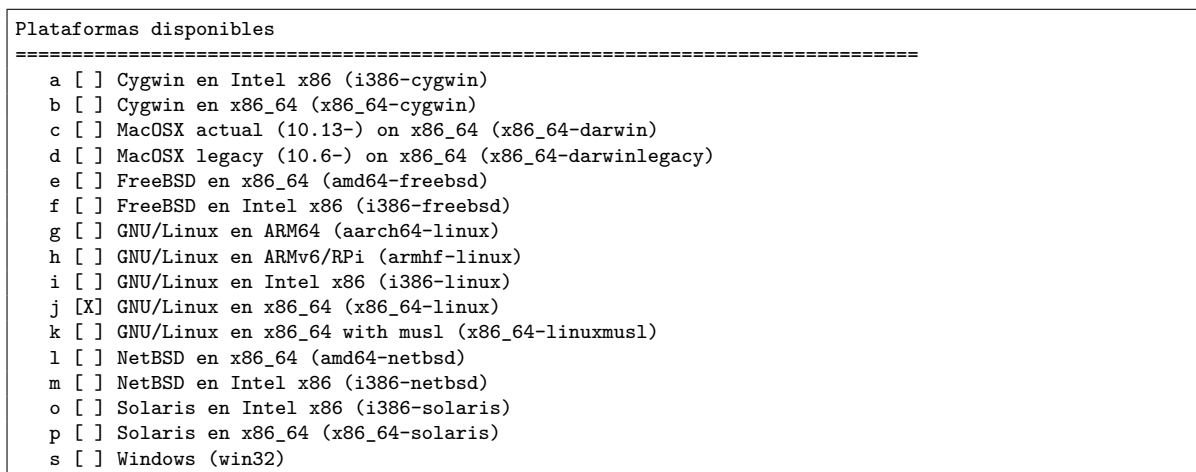 Plataformas disponibles
================================================================================
a [ ] Cygwin en Intel x86 (i386-cygwin)
b [ ] Cygwin en x86_64 (x86_64-cygwin)
c [ ] MacOSX actual (10.13-) on x86_64 (x86_64-darwin)
d [ ] MacOSX legacy (10.6-) on x86_64 (x86_64-darwinlegacy)
e [ ] FreeBSD en x86_64 (amd64-freebsd)
f [ ] FreeBSD en Intel x86 (i386-freebsd)
g [ ] GNU/Linux en ARM64 (aarch64-linux)
h [ ] GNU/Linux en ARMv6/RPi (armhf-linux)
i [ ] GNU/Linux en Intel x86 (i386-linux)
j [X] GNU/Linux en x86_64 (x86_64-linux)
k [ ] GNU/Linux en x86_64 with musl (x86_64-linuxmusl)
l [ ] NetBSD en x86_64 (amd64-netbsd)
m [ ] NetBSD en Intel x86 (i386-netbsd)
o [ ] Solaris en Intel x86 (i386-solaris)
p [ ] Solaris en x86_64 (x86_64-solaris)
s [ ] Windows (win32)